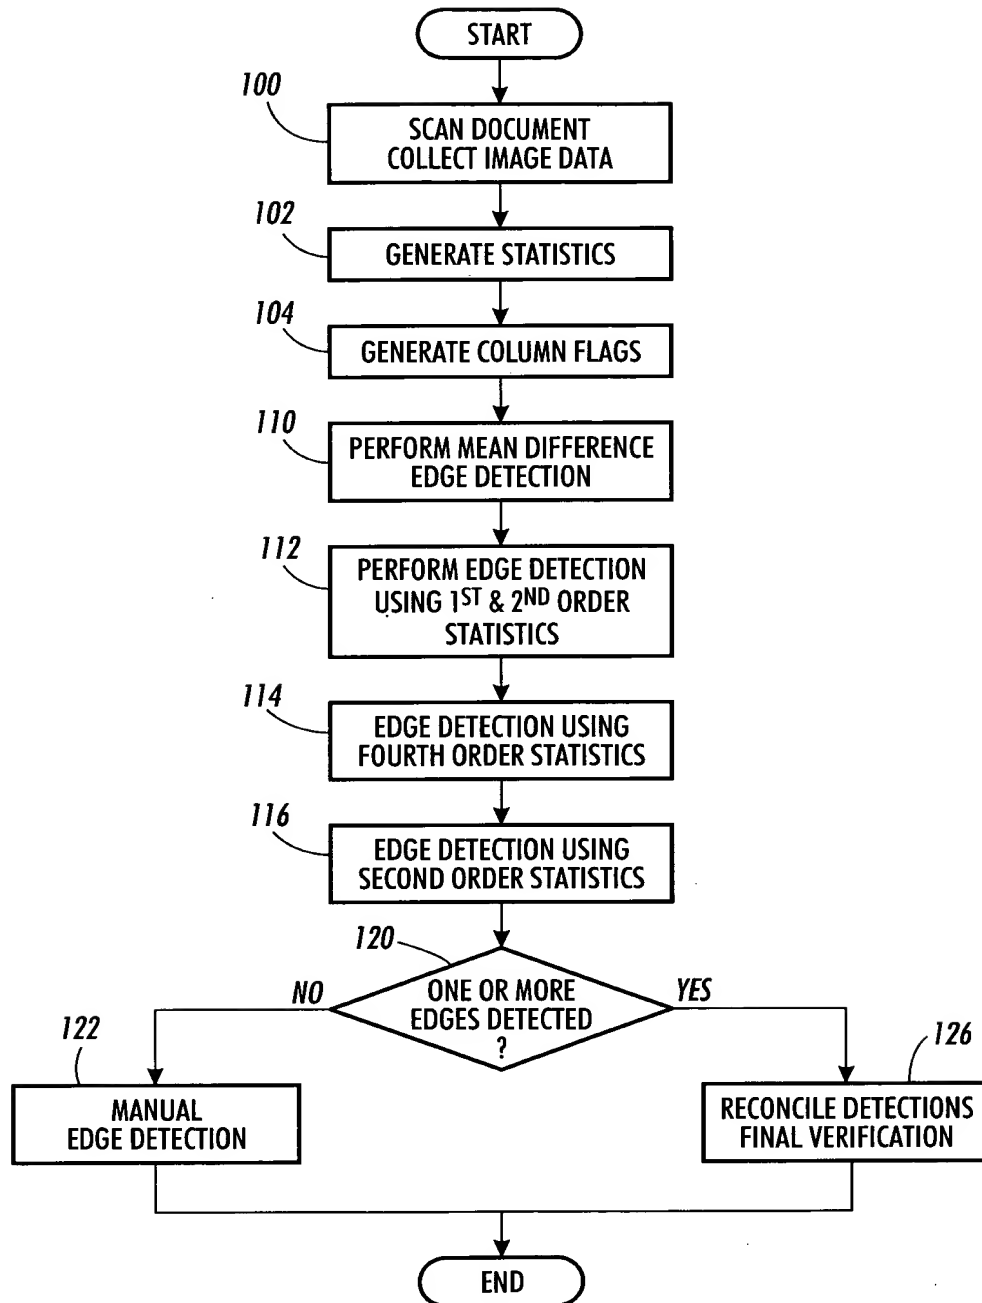 START
100
SCAN DOCUMENT
COLLECT IMAGE DATA
102
GENERATE STATISTICS
104
GENERATE COLUMN FLAGS
110
PERFORM MEAN DIFFERENCE
EDGE DETECTION
112
PERFORM EDGE DETECTION
USING 1ST & 2ND ORDER
STATISTICS
114
EDGE DETECTION USING
FOURTH ORDER STATISTICS
116
EDGE DETECTION USING
SECOND ORDER STATISTICS
120
ONE OR MORE
EDGES DETECTED
?
NO
YES
122
MANUAL
EDGE DETECTION
126
RECONCILE DETECTIONS
FINAL VERIFICATION
END